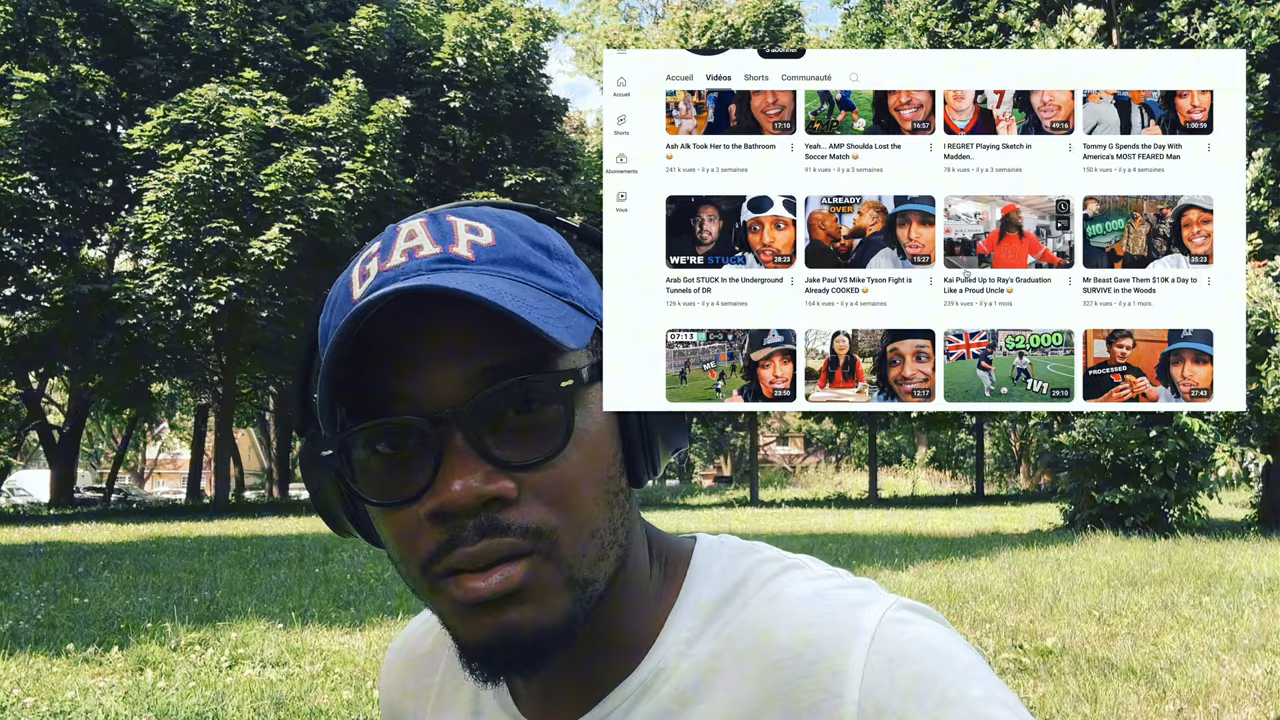 S'abonner
Accueil Vidéos Shorts Communauté
Accueil
Shorts
Abonnements
Vous
17:10
16:57
7
49:16
1:00:59
Ash Alk Took Her to the Bathroom 😂
241 k vues • il y a 3 semaines
Yeah... AMP Shoulda Lost the
Soccer Match 😂
91 k vues • il y a 3 semaines
I REGRET Playing Sketch in
Madden..
78 k vues • il y a 3 semaines
Tommy G Spends the Day With
America's MOST FEARED Man
150 k vues • il y a 4 semaines
WE'RE STUCK
28:23
ALREADY
OVER
15:27
$10,000
35:23
Arab Got STUCK In the Underground
Tunnels of DR
126 k vues • il y a 4 semaines
Jake Paul VS Mike Tyson Fight is
Already COOKED 😂
164 k vues • il y a 4 semaines
Kai Pulled Up to Ray's Graduation
Like a Proud Uncle 😂
239 k vues • il y a 1 mois
Mr Beast Gave Them $10K a Day to
SURVIVE in the Woods
327 k vues • il y a 1 mois
07:13
ME
23:50
12:17
$2,000
1V1
29:10
PROCESSED
27:43
GAP